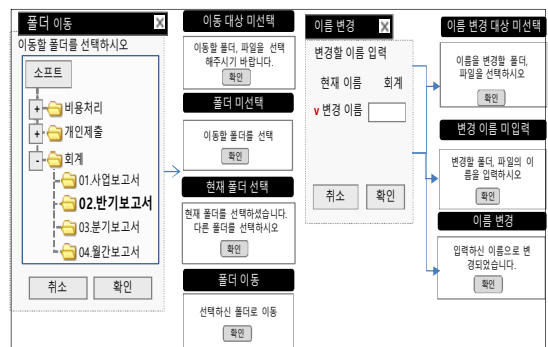 폴더 이동
X
이동할 폴더를 선택하시오
소프트
+ 비용처리
+ 개인제출
- 회계
01.사업보고서
02.반기보고서
03.분기보고서
04.월간보고서
취소 확인
이동 대상 미선택
이동할 폴더, 파일을 선택
해주시기 바랍니다.
확인
폴더 미선택
이동할 폴더를 선택
확인
현재 폴더 선택
현재 폴더를 선택하셨습니다.
다른 폴더를 선택하시오
확인
폴더 이동
선택하신 폴더로 이동
확인
이름 변경
X
변경할 이름 입력
현재 이름 회계
v 변경 이름
취소 확인
이름 변경 대상 미선택
이름을 변경할 폴더,
파일을 선택하시오
확인
변경 이름 미입력
변경할 폴더, 파일의 이
름을 입력하시오
확인
이름 변경
입력하신 이름으로 변
경되었습니다.
확인